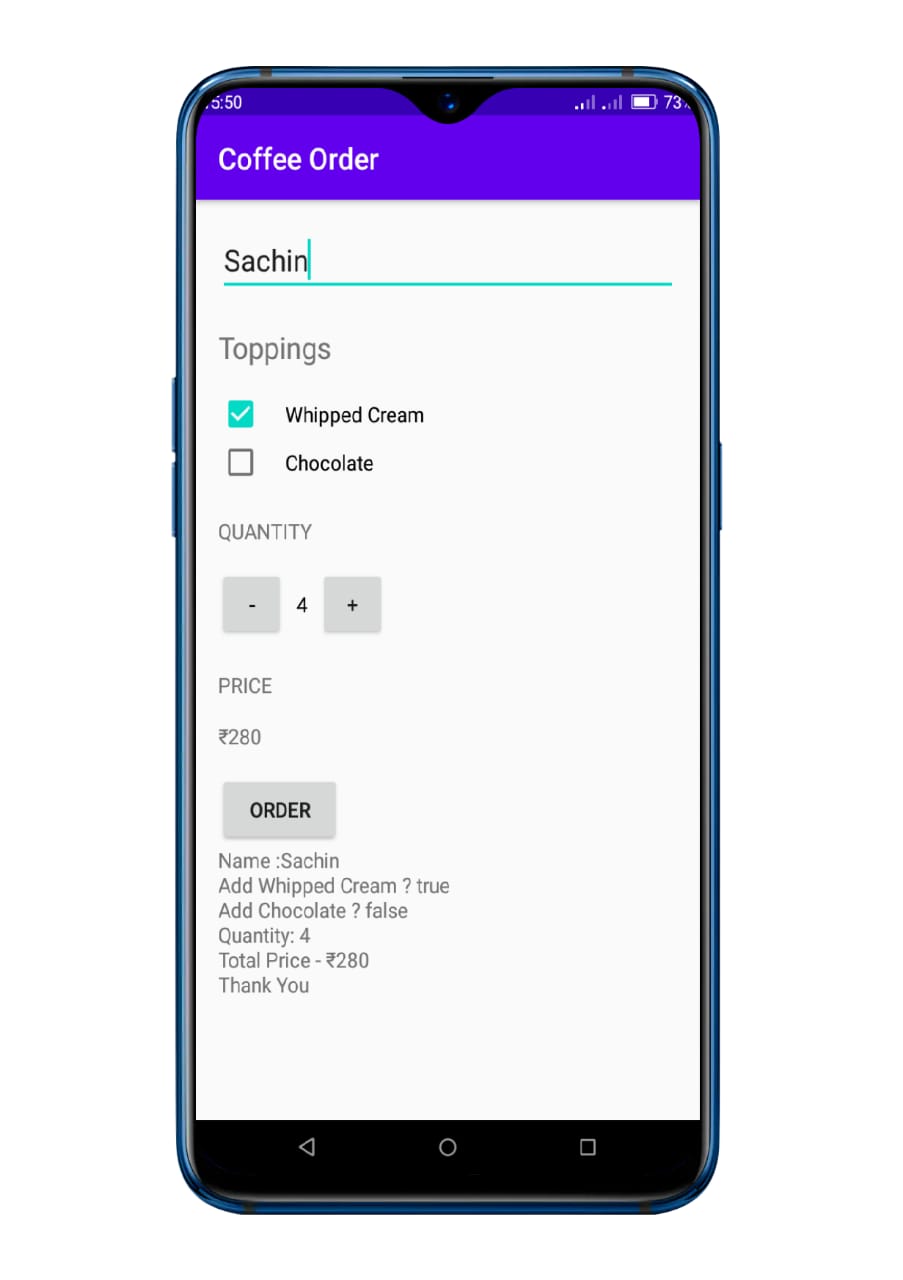 5:50 73%
Coffee Order
Sachin
Toppings
Whipped Cream
Chocolate
QUANTITY
- 4 +
PRICE
₹280
ORDER
Name :Sachin
Add Whipped Cream ? true
Add Chocolate ? false
Quantity: 4
Total Price - ₹280
Thank You